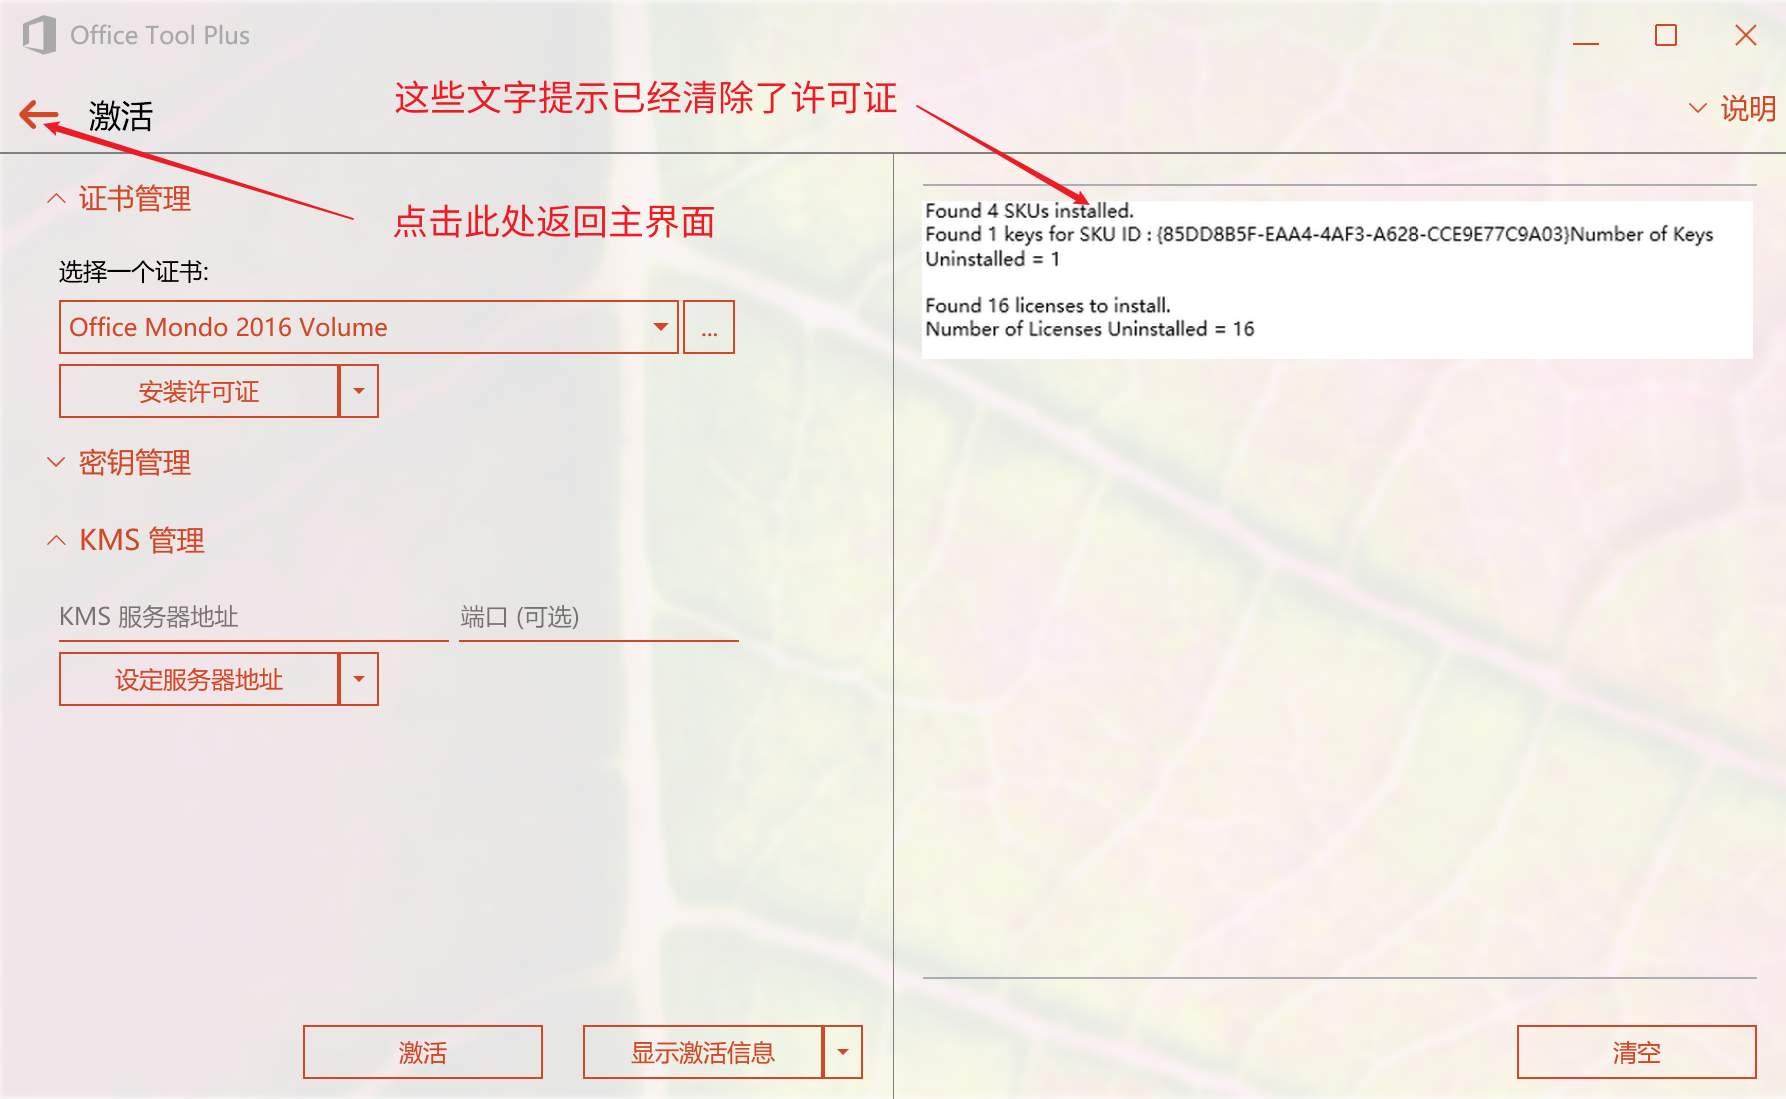 Office Tool Plus
激活
这些文字提示已经清除了许可证
说明
证书管理
点击此处返回主界面
选择一个证书:
Office Mondo 2016 Volume
...
安装许可证
密钥管理
KMS 管理
KMS 服务器地址
端口 (可选)
设定服务器地址
激活
显示激活信息
Found 4 SKUs installed.
Found 1 keys for SKU ID : {85DD8B5F-EAA4-4AF3-A628-CCE9E77C9A03}Number of Keys
Uninstalled = 1
Found 16 licenses to install.
Number of Licenses Uninstalled = 16
清空